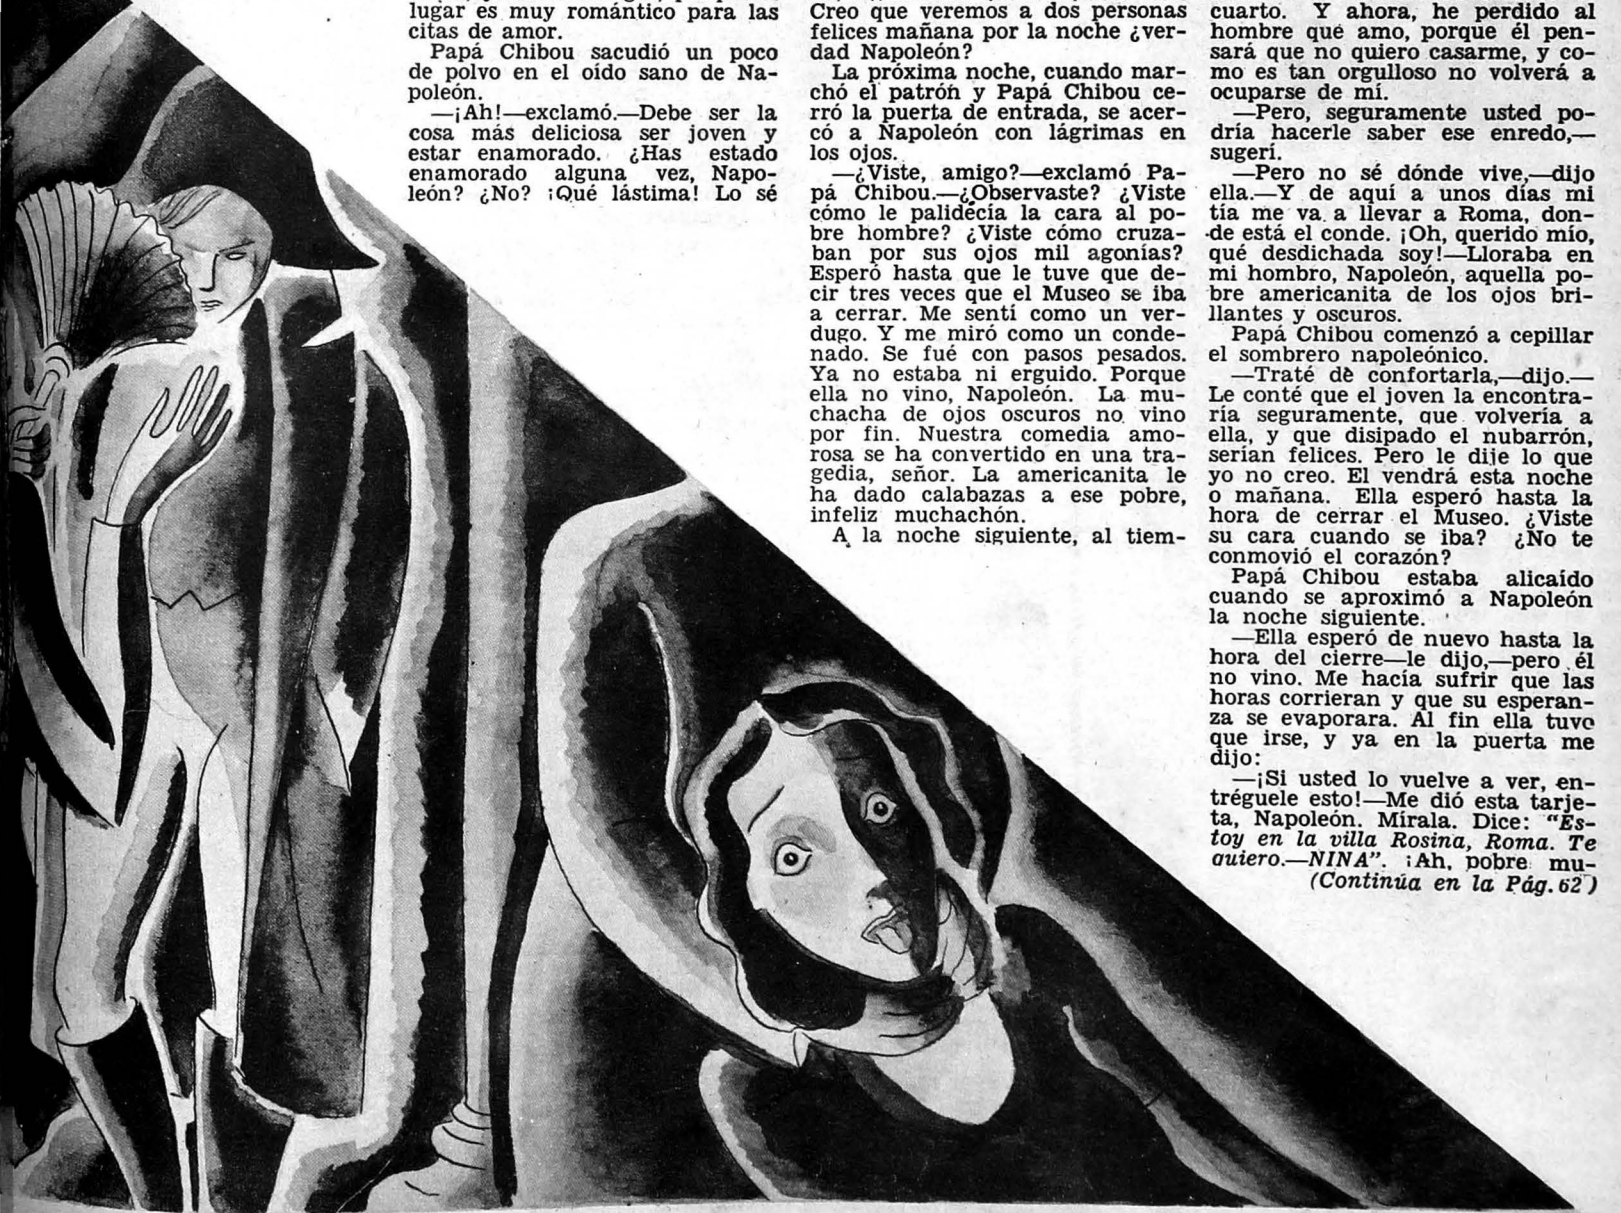 lugar es muy romántico para las
citas de amor.
Papá Chibou sacudió un poco
de polvo en el oído sano de Na-
poleón.
—¡Ah!—exclamó.—Debe ser la
cosa más deliciosa ser joven y
estar enamorado. ¿Has estado
enamorado alguna vez, Napo-
león? ¿No? ¡Qué lástima! Lo sé
Creo que veremos a dos personas
felices mañana por la noche ¿ver-
dad Napoleón?
La próxima noche, cuando mar-
chó el patrón y Papá Chibou ce-
rró la puerta de entrada, se acer-
có a Napoleón con lágrimas en
los ojos.
—¿Viste, amigo?—exclamó Pa-
pá Chibou.—¿Observaste? ¿Viste
cómo le palidecía la cara al po-
bre hombre? ¿Viste cómo cruza-
ban por sus ojos mil agonías?
Esperó hasta que le tuve que de-
cir tres veces que el Museo se iba
a cerrar. Me sentí como un ver-
dugo. Y me miró como un conde-
nado. Se fué con pasos pesados.
Ya no estaba ni erguido. Porque
ella no vino, Napoleón. La mu-
chacha de ojos oscuros no vino
por fin. Nuestra comedia amo-
rosa se ha convertido en una tra-
gedia, señor. La americanita le
ha dado calabazas a ese pobre,
infeliz muchachón.
A la noche siguiente, al tiem-
cuarto. Y ahora, he perdido al
hombre que amo, porque él pen-
sará que no quiero casarme, y co-
mo es tan orgulloso no volverá a
ocuparse de mí.
—Pero, seguramente usted po-
dría hacerle saber ese enredo,—
sugerí.
—Pero no sé dónde vive,—dijo
ella.—Y de aquí a unos días mi
tía me va a llevar a Roma, don-
de está el conde. ¡Oh, querido mío,
qué desdichada soy!—Lloraba en
mi hombro, Napoleón, aquella po-
bre americanita de los ojos bri-
llantes y oscuros.
Papá Chibou comenzó a cepillar
el sombrero napoleónico.
—Traté de confortarla,—dijo.—
Le conté que el joven la encontra-
ría seguramente, que volvería a
ella, y que disipado el nubarrón,
serían felices. Pero le dije lo que
yo no creo. El vendrá esta noche
o mañana. Ella esperó hasta la
hora de cerrar el Museo. ¿Viste
su cara cuando se iba? ¿No te
conmovió el corazón?
Papá Chibou estaba alicaído
cuando se aproximó a Napoleón
la noche siguiente.
—Ella esperó de nuevo hasta la
hora del cierre—le dijo,—pero él
no vino. Me hacía sufrir que las
horas corrieran y que su esperan-
za se evaporara. Al fin ella tuvo
que irse, y ya en la puerta me
dijo:
—¡Si usted lo vuelve a ver, en-
tréguele esto!—Me dió esta tarje-
ta, Napoleón. Mírala. Dice: "Es-
toy en la villa Rosina, Roma. Te
quiero.—NINA". ¡Ah, pobre mu-
(Continúa en la Pág. 62)